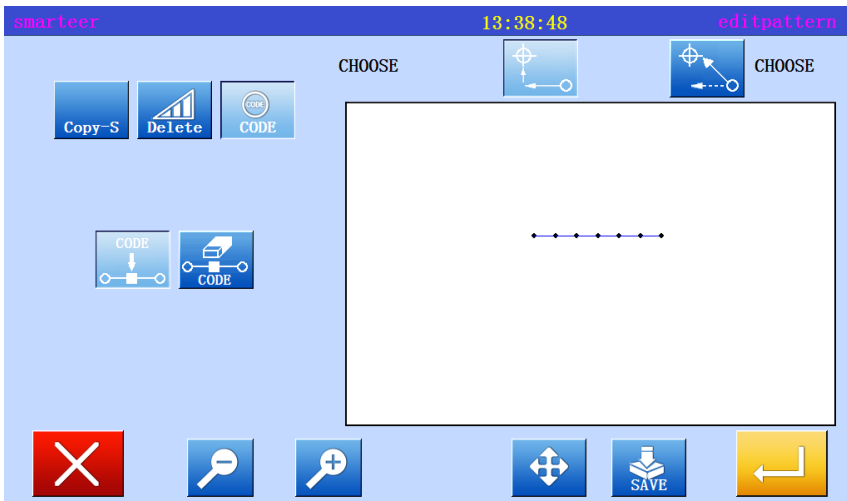 smarteer 13:38:48 editpattern
CHOOSE CHOOSE
Copy-S Delete CODE CODE
CODE CODE
SAVE